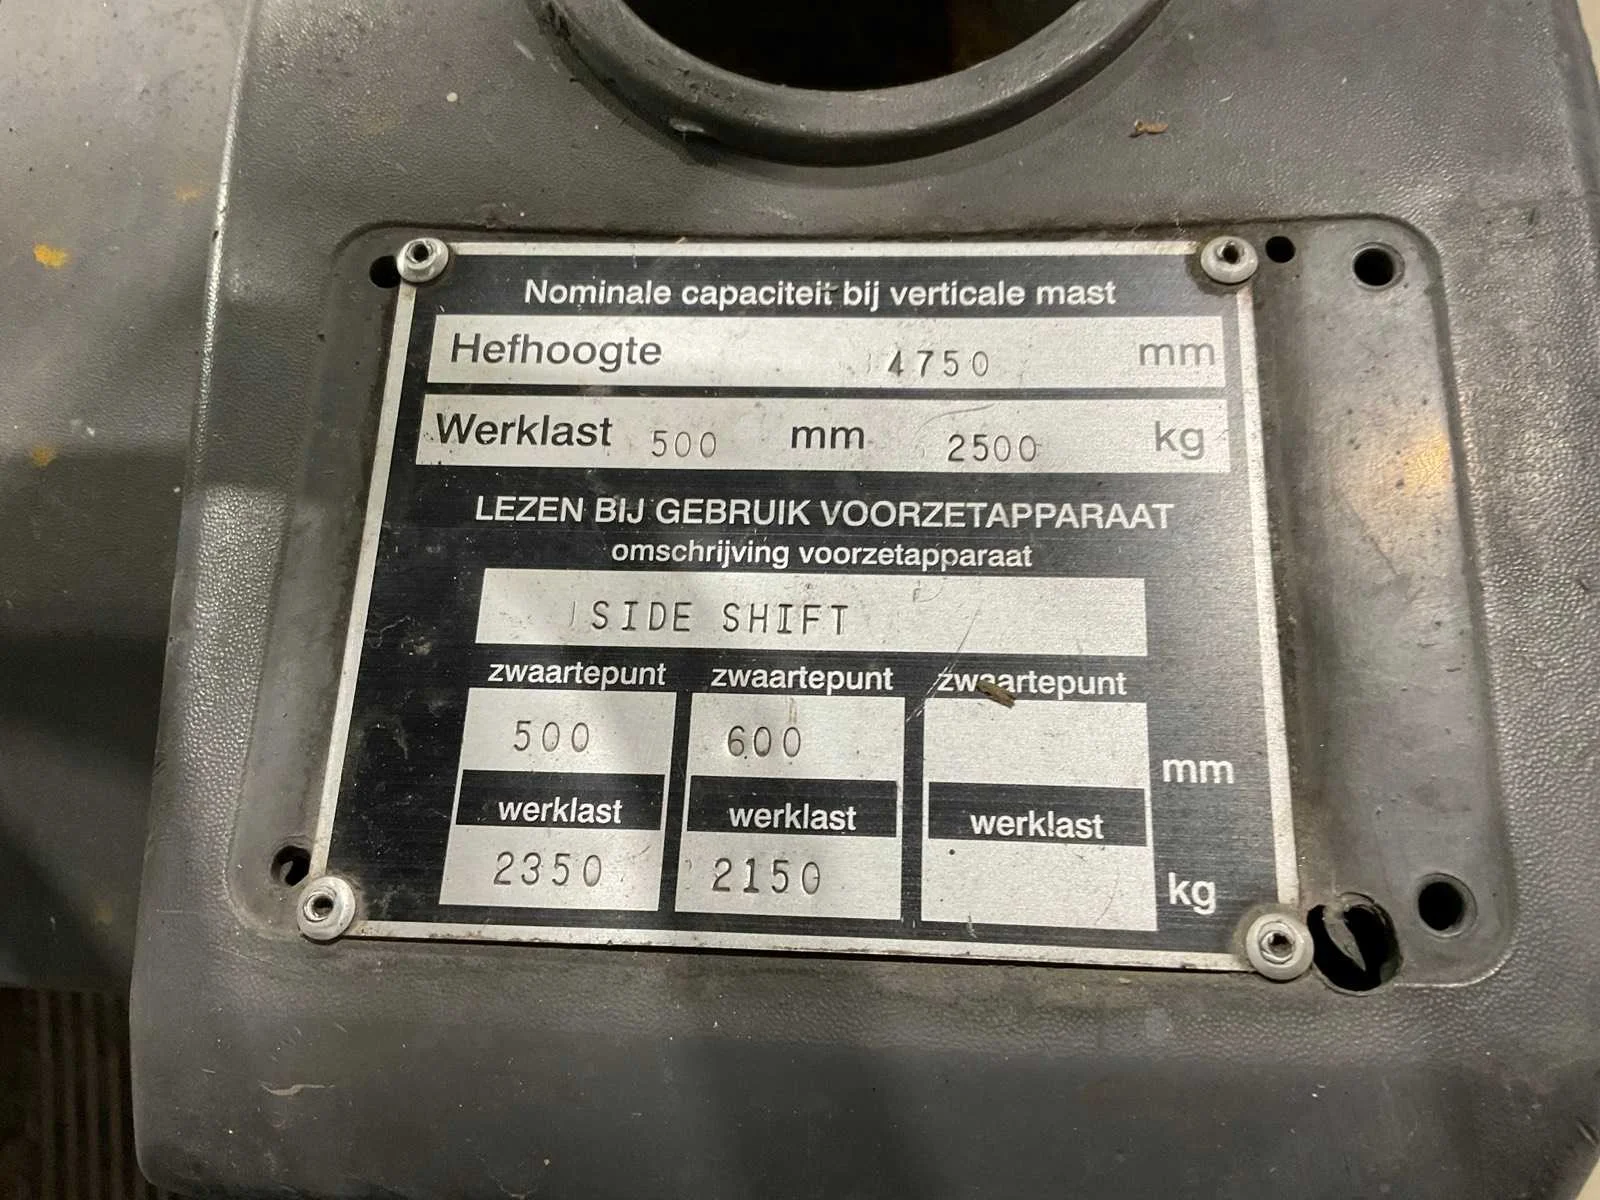 Nominale capaciteit bij verticale mast
Hefhoogte 4750 mm
Werklast 500 mm 2500 kg
LEZEN BIJ GEBRUIK VOORZETAPPARAAT
omschrijving voorzetapparaat
SIDE SHIFT
zwaartepunt zwaartepunt zwaartepunt
500 600 mm
werklast werklast werklast
2350 2150 kg